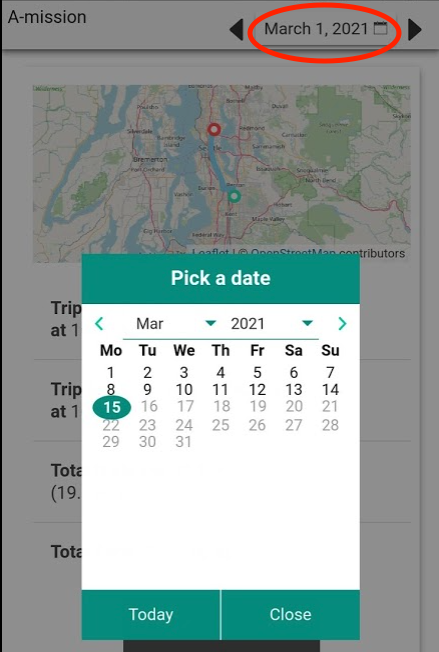 A-mission
March 1, 2021
Leaflet | © OpenStreetMap contributors
Pick a date
Mar 2021
Mo Tu We Th Fr Sa Su
1 2 3 4 5 6 7
8 9 10 11 12 13 14
15 16 17 18 19 20 21
22 23 24 25 26 27 28
29 30 31
Trip
at 1
Trip
at 1
Tota
(19.
Tota
Today Close